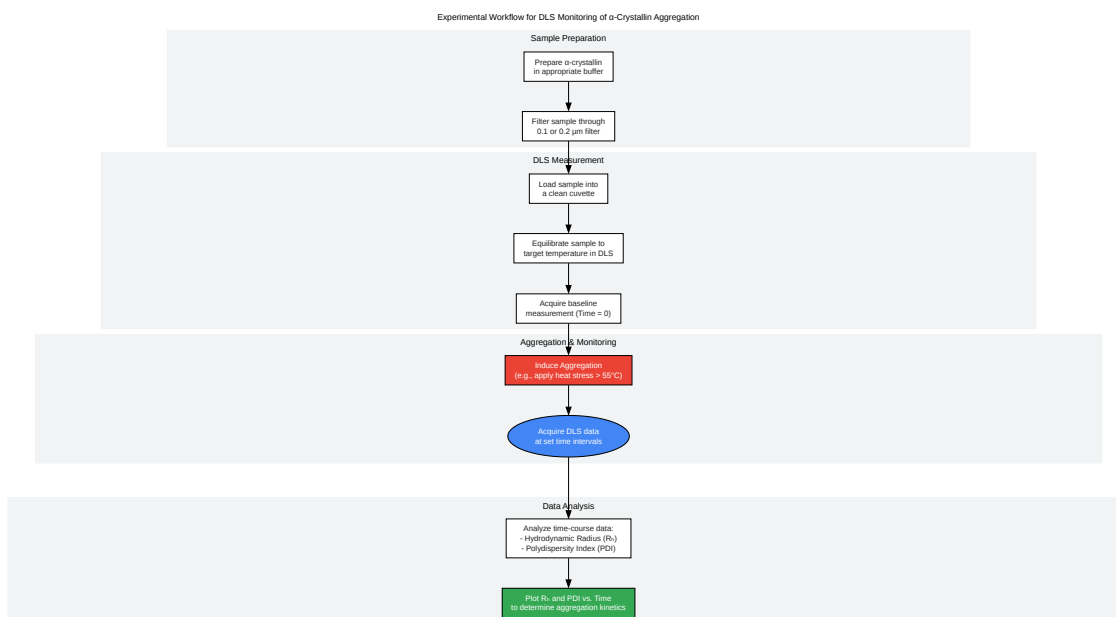 Experimental Workflow for DLS Monitoring of α-Crystallin Aggregation
Sample Preparation
Prepare α-crystallin
in appropriate buffer
Filter sample through
0.1 or 0.2 µm filter
DLS Measurement
Load sample into
a clean cuvette
Equilibrate sample to
target temperature in DLS
Acquire baseline
measurement (Time = 0)
Aggregation & Monitoring
Induce Aggregation
(e.g., apply heat stress > 55°C)
Acquire DLS data
at set time intervals
Data Analysis
Analyze time-course data:
- Hydrodynamic Radius (Rₕ)
- Polydispersity Index (PDI)
Plot Rₕ and PDI vs. Time
to determine aggregation kinetics